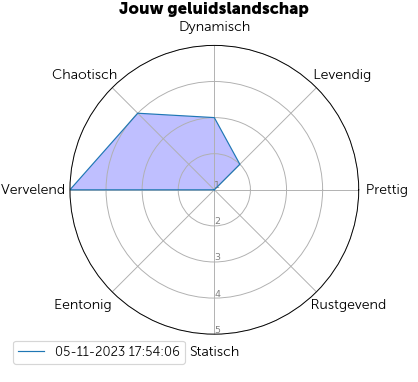 Jouw geluidslandschap
Dynamisch
Chaotisch
Levendig
Vervelend
1
Prettig
2
3
4
Eentonig
Rustgevend
5
05-11-2023 17:54:06
Statisch